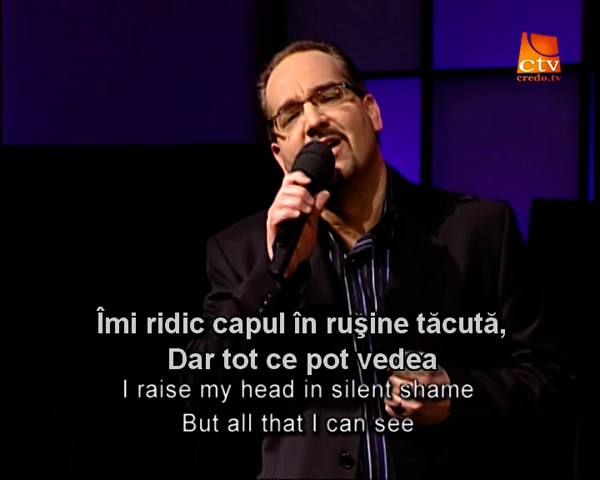 ctv
credo.tv
Îmi ridic capul în ruşine tăcută,
Dar tot ce pot vedea
I raise my head in silent shame
But all that I can see